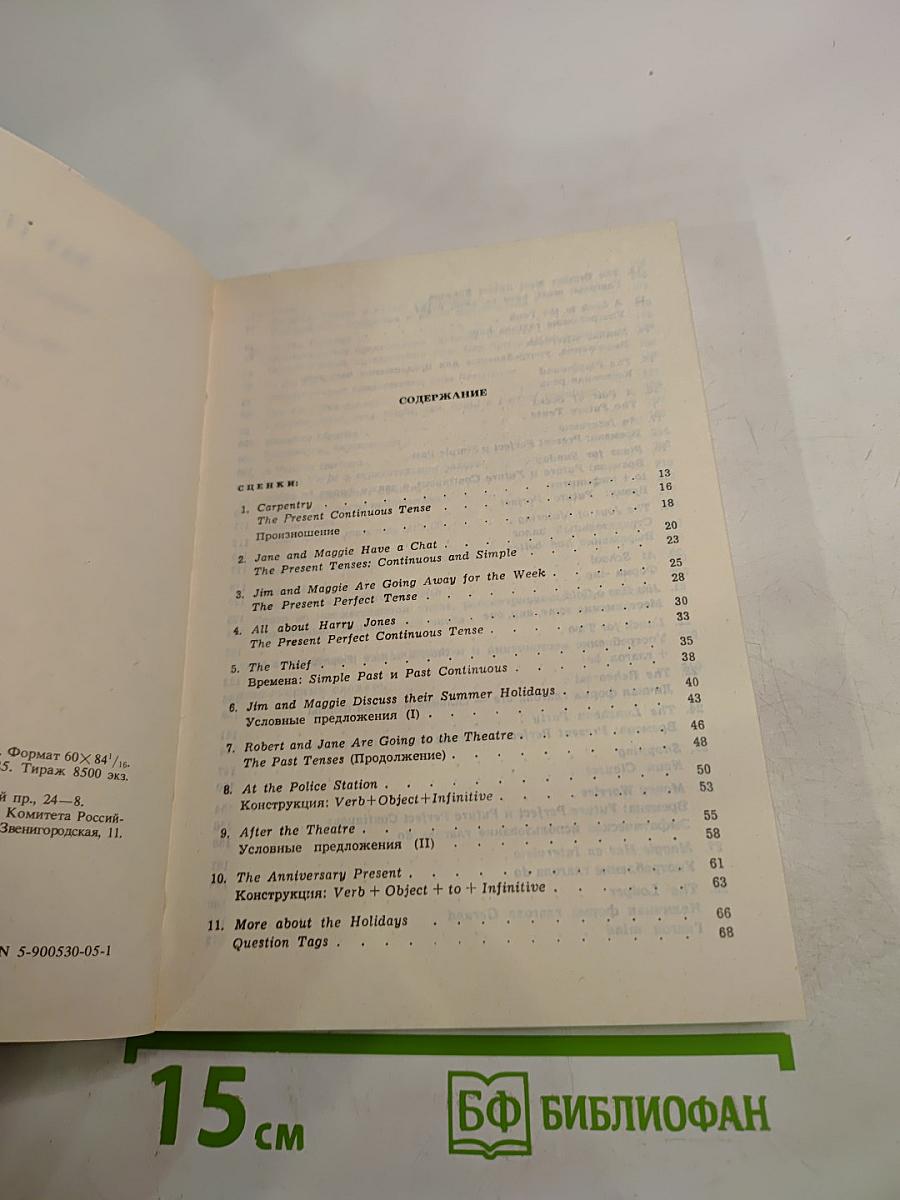 Формат 60×84¹/₁₆.
Тираж 8500 экз.
й пр., 24—8.
Комитета Россий-
Звенигородская, 11.
N 5-900530-05-1
СОДЕРЖАНИЕ
СЦЕНКИ:
1. Carpentry . . . . . . . . . . . . . . . 13
The Present Continuous Tense . . . . . . . . . 16
Произношение . . . . . . . . . . . . . . 18
2. Jane and Maggie Have a Chat . . . . . . . . . 20
The Present Tenses: Continuous and Simple . . . . . 23
3. Jim and Maggie Are Going Away for the Week . . . . 25
The Present Perfect Tense . . . . . . . . . . 28
4. All about Harry Jones . . . . . . . . . . . 30
The Present Perfect Continuous Tense . . . . . . . 33
5. The Thief . . . . . . . . . . . . . . . 35
Времена: Simple Past и Past Continuous . . . . . . 38
6. Jim and Maggie Discuss their Summer Holidays . . . . 40
Условные предложения (I) . . . . . . . . . . 43
7. Robert and Jane Are Going to the Theatre . . . . . . 46
The Past Tenses (Продолжение) . . . . . . . . . 48
8. At the Police Station . . . . . . . . . . . . 50
Конструкция: Verb+Object+Infinitive . . . . . . . 53
9. After the Theatre . . . . . . . . . . . . . 55
Условные предложения (II) . . . . . . . . . . 58
10. The Anniversary Present . . . . . . . . . . . 61
Конструкция: Verb + Object + to + Infinitive . . . . . 63
11. More about the Holidays . . . . . . . . . . . 66
Question Tags . . . . . . . . . . . . . . 68
15 см
БФ БИБЛИОФАН